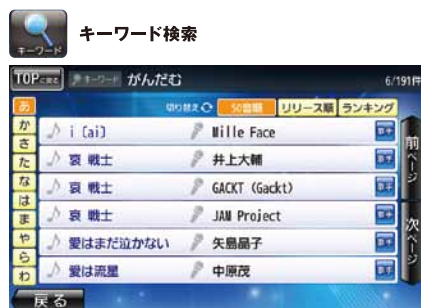 キーワード
キーワード検索
TOPに戻る キーワード がんだむ 6/191件
あ 切り替え 50音順 リリース順 ランキング
か
さ
た
な
は
ま
や
ら
わ
i (ai) Mille Face
哀 戦士 井上大輔
哀 戦士 GACKT (Gackt)
哀 戦士 JAM Project
愛はまだ泣かない 矢島晶子
愛は流星 中原茂
前ページ
次ページ
戻る